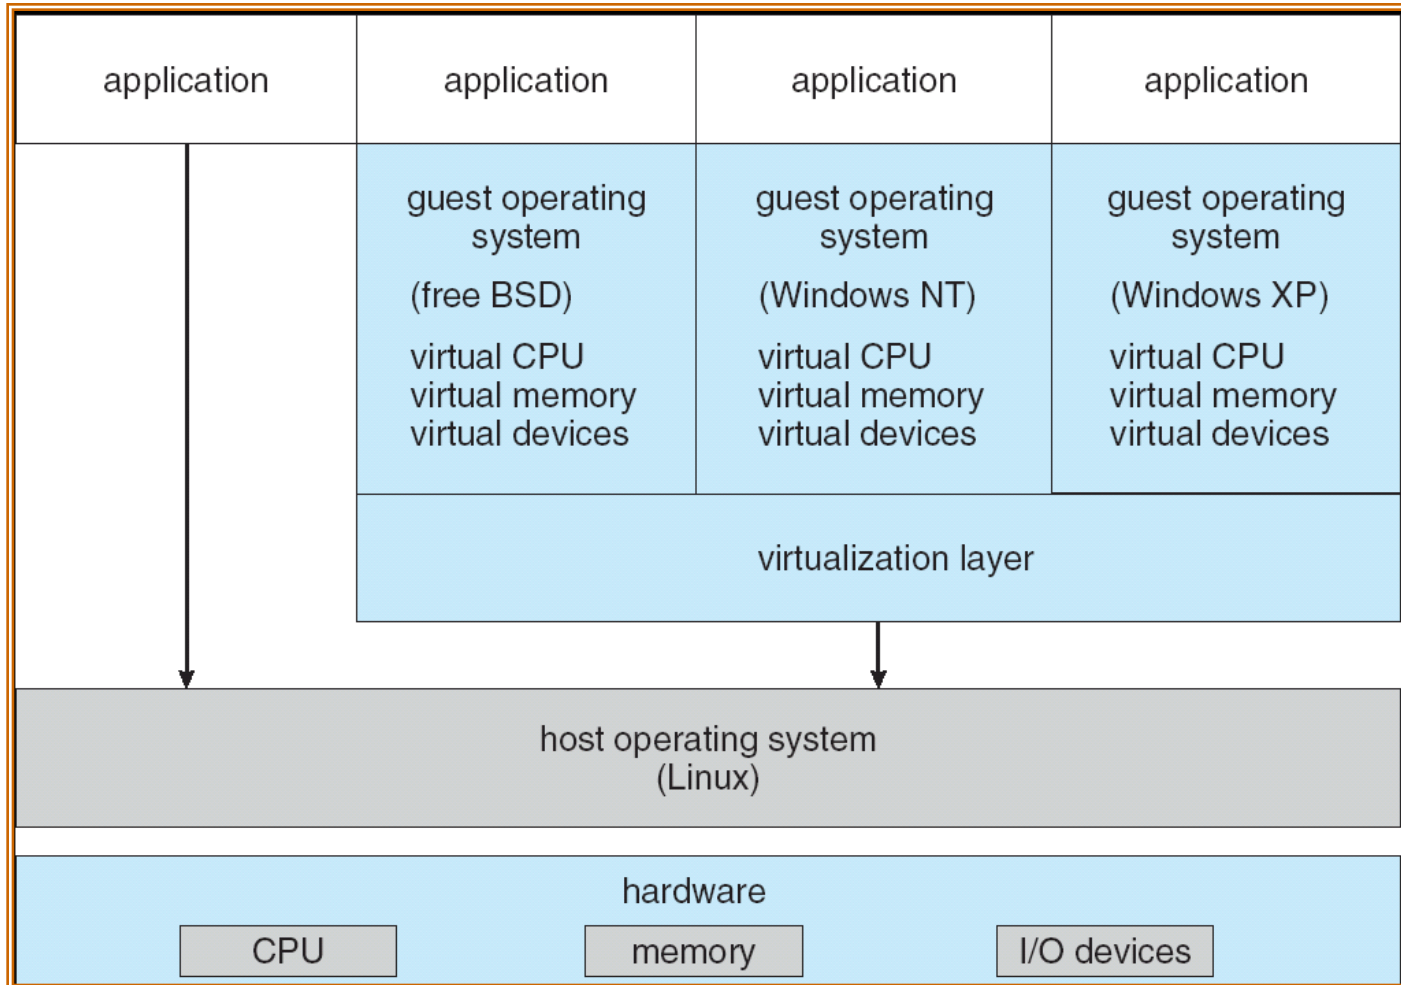 application
application
application
application
guest operating
system
(free BSD)
virtual CPU
virtual memory
virtual devices
guest operating
system
(Windows NT)
virtual CPU
virtual memory
virtual devices
guest operating
system
(Windows XP)
virtual CPU
virtual memory
virtual devices
virtualization layer
host operating system
(Linux)
hardware
CPU
memory
I/O devices